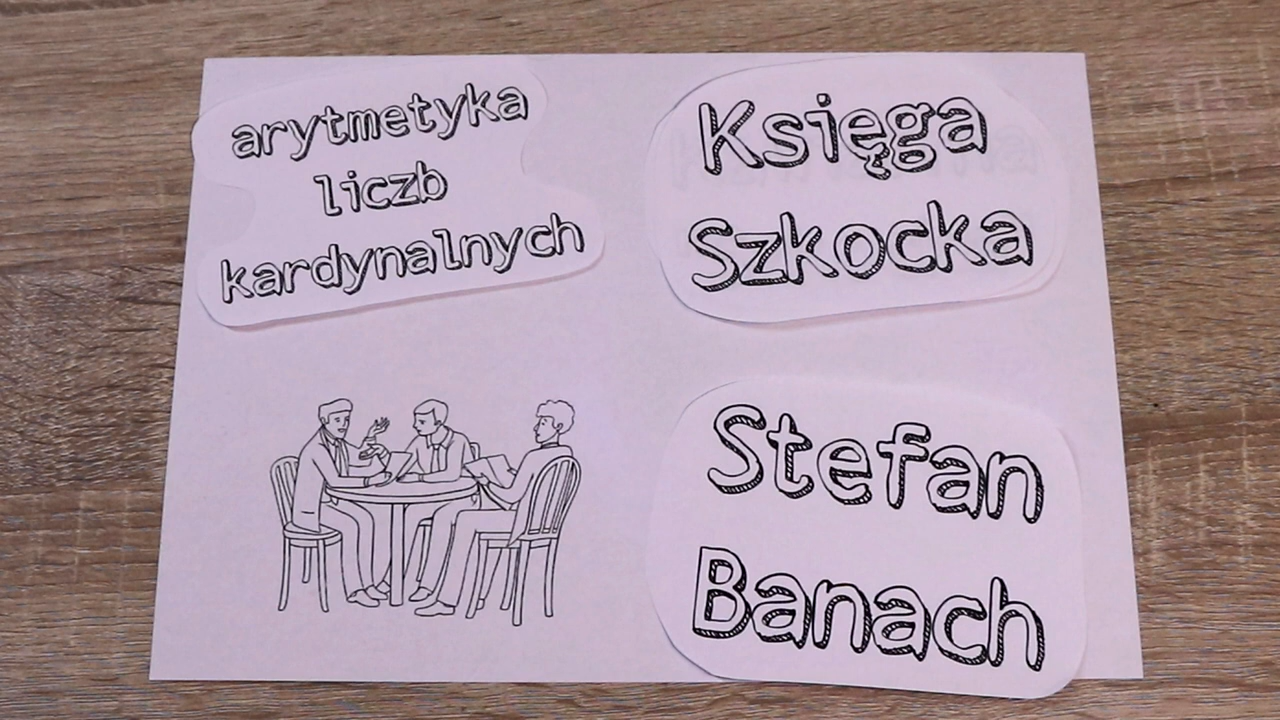 arytmetyka
liczb
kardynalnych
Księga
Szkocka
Stefan
Banach